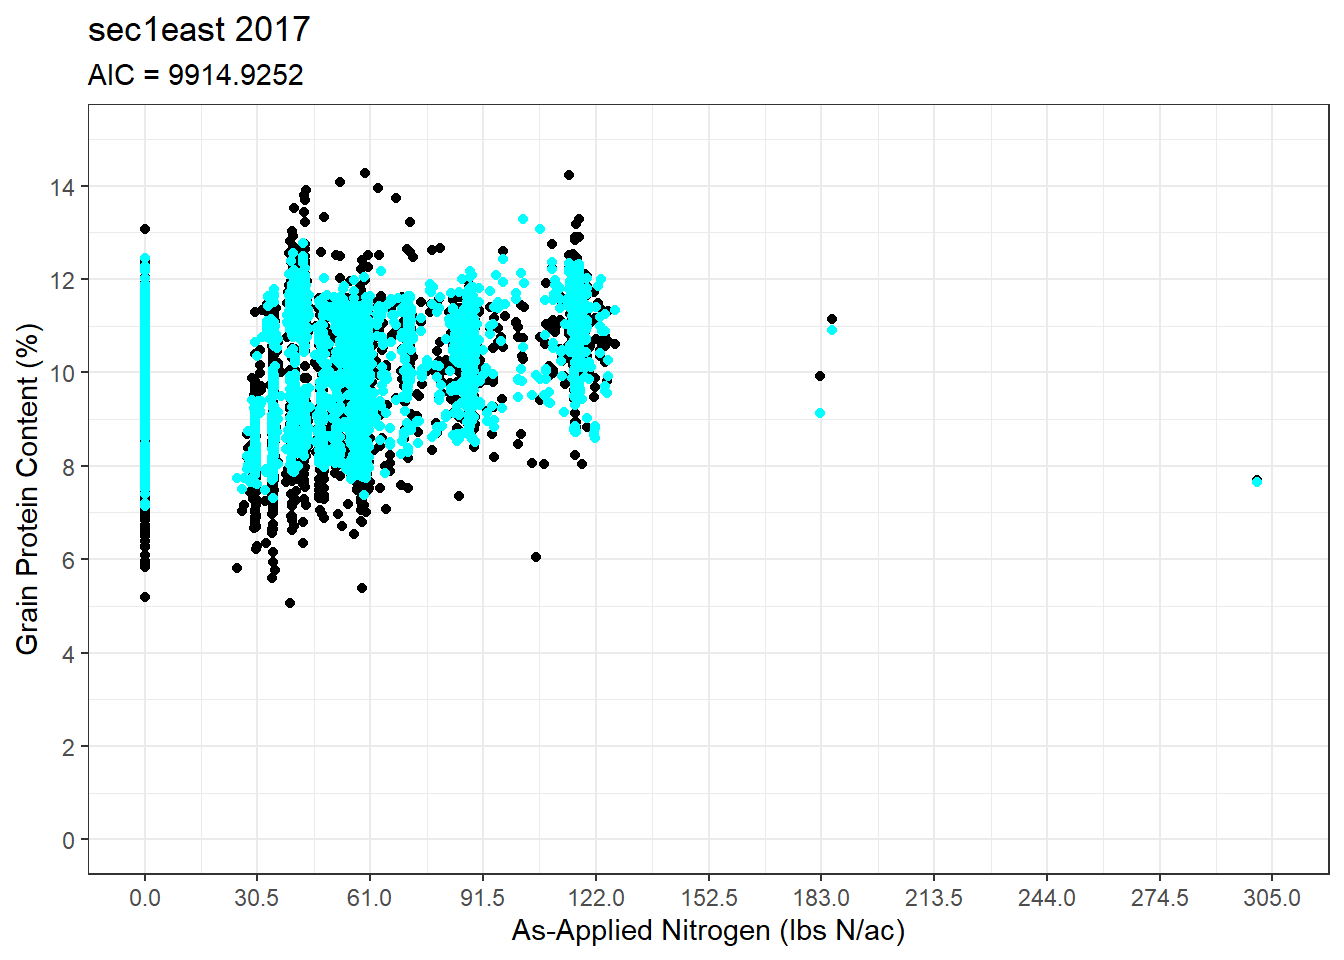 sec1east 2017
AIC = 9914.9252
Grain Protein Content (%)
14
12
10
8
6
4
2
0
0.0 30.5 61.0 91.5 122.0 152.5 183.0 213.5 244.0 274.5 305.0
As-Applied Nitrogen (lbs N/ac)